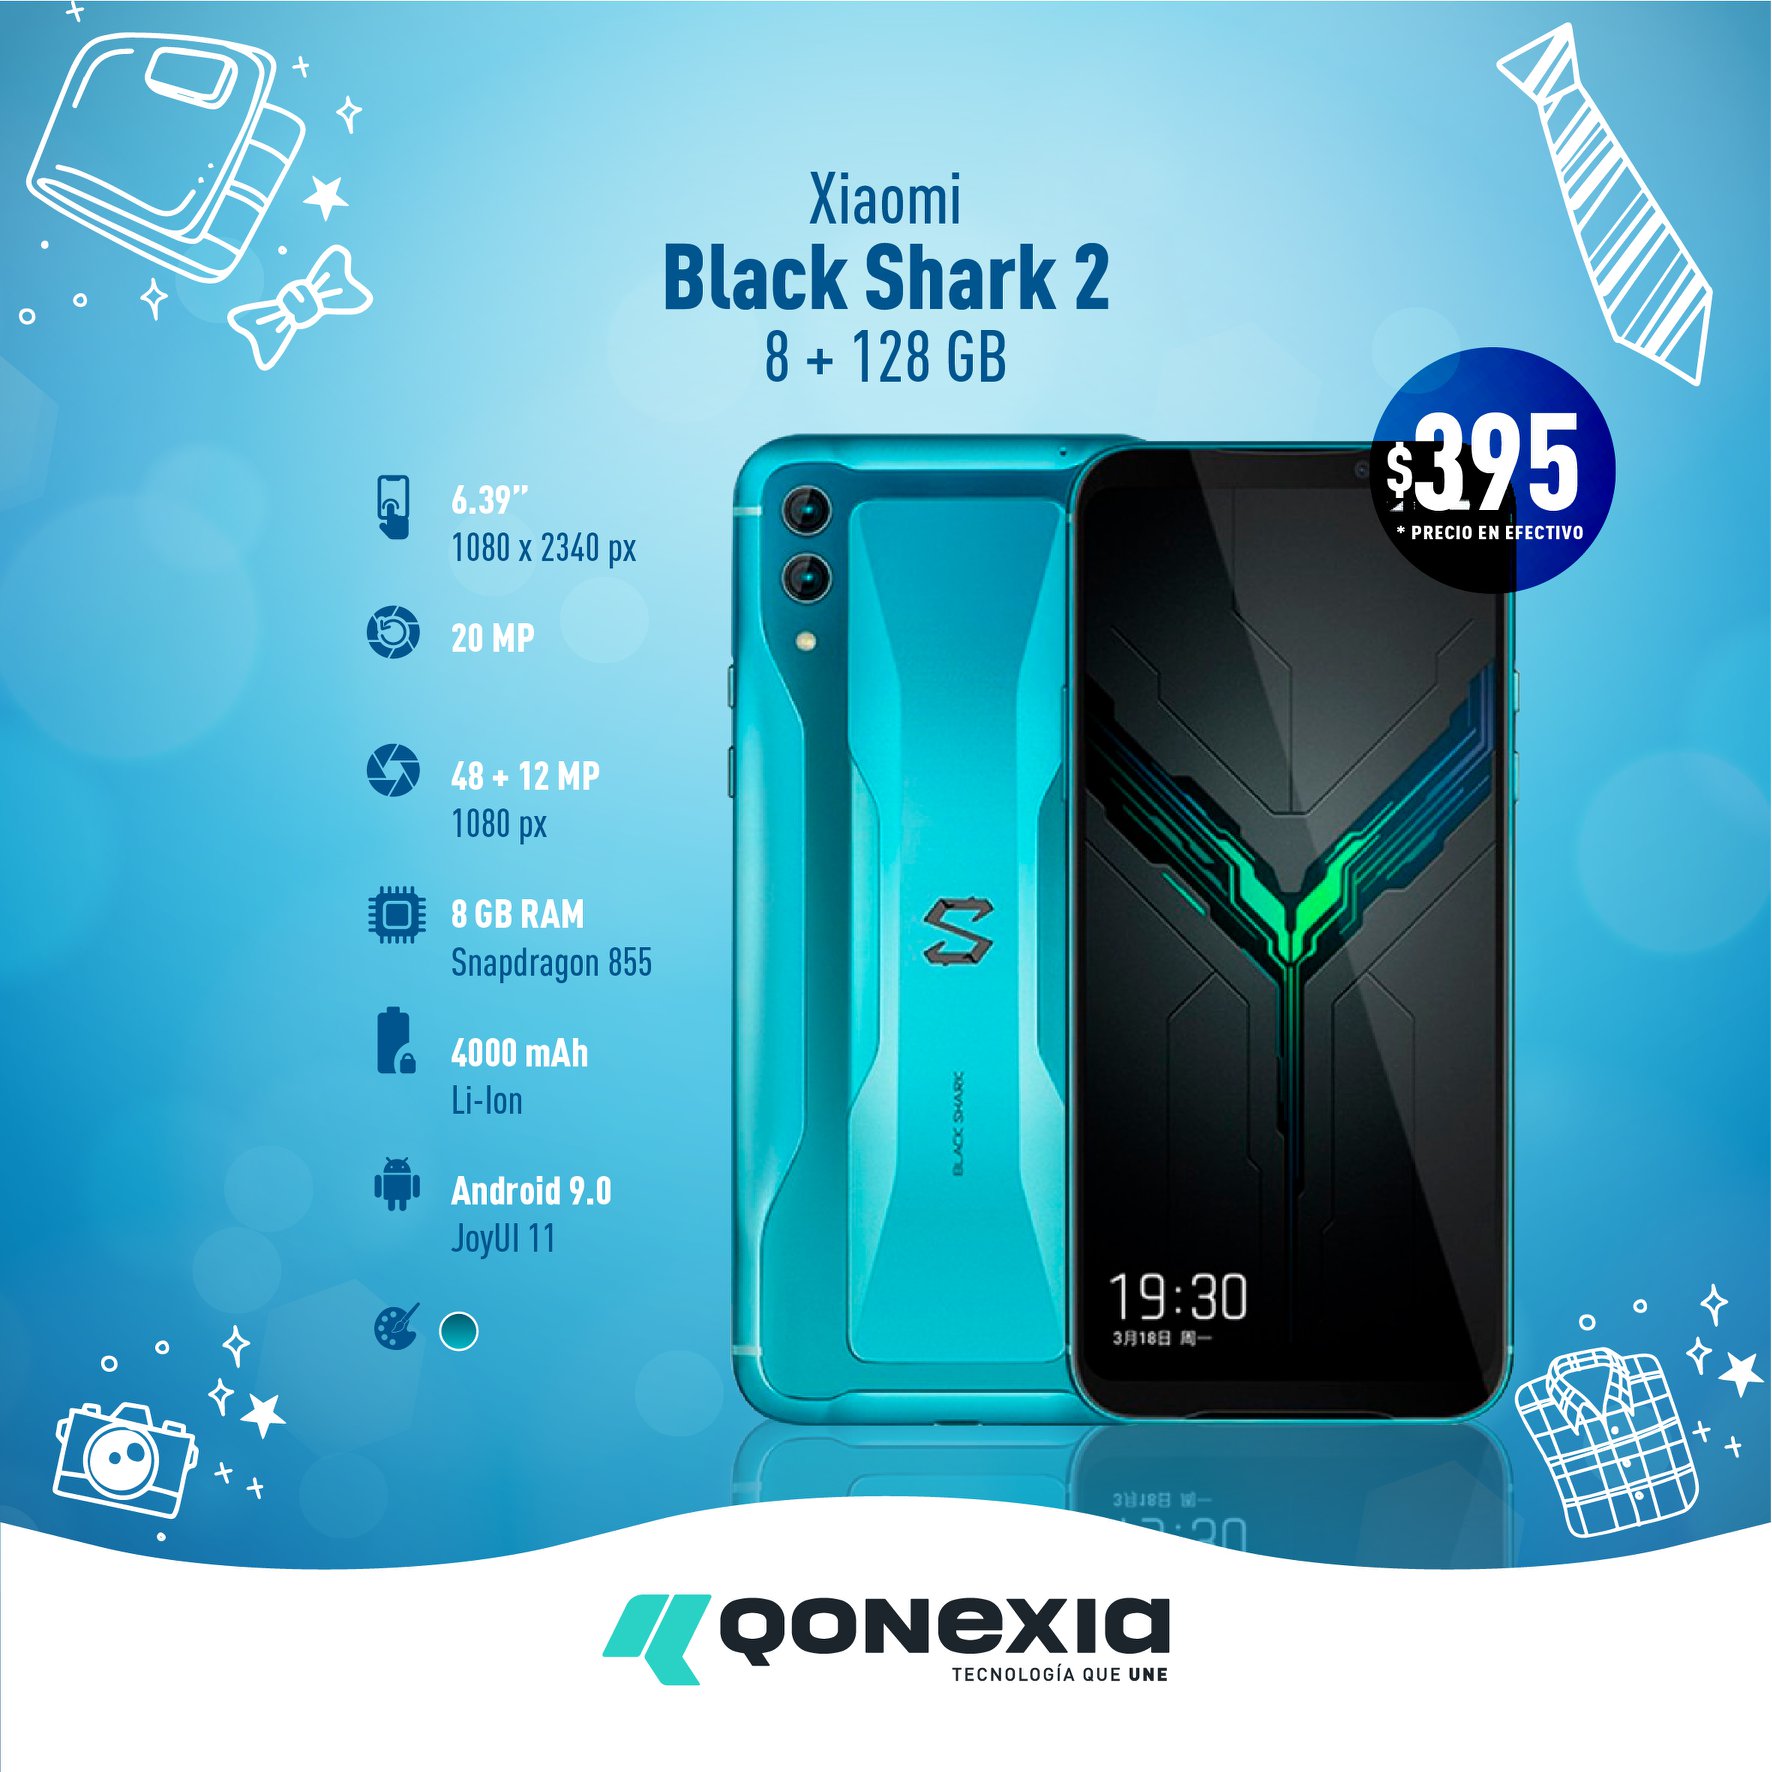 Xiaomi
Black Shark 2
8 + 128 GB
$395
* PRECIO EN EFECTIVO
6.39”
1080 x 2340 px
20 MP
48 + 12 MP
1080 px
8 GB RAM
Snapdragon 855
4000 mAh
Li-Ion
Android 9.0
JoyUI 11
BLACK SHARK
19:30
3月18日 周一
QONEXIA
TECNOLOGÍA QUE UNE